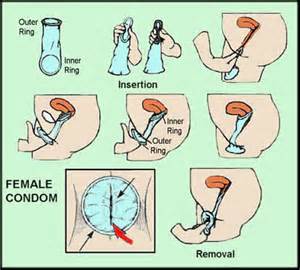 Outer
Ring
Inner
Ring
Insertion
Inner
Ring
Outer
Ring
FEMALE
CONDOM
Removal